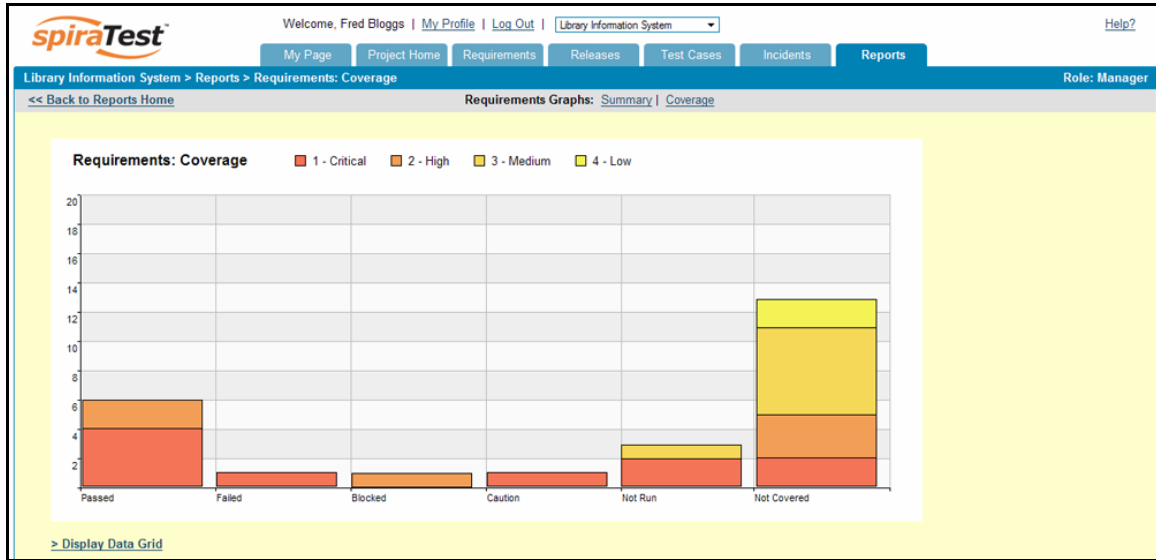 spiraTest™
Welcome, Fred Bloggs | My Profile | Log Out | Library Information System
Help?
My Page Project Home Requirements Releases Test Cases Incidents Reports
Library Information System > Reports > Requirements: Coverage
Role: Manager
<< Back to Reports Home
Requirements Graphs: Summary | Coverage
Requirements: Coverage
1 - Critical 2 - High 3 - Medium 4 - Low
20
18
16
14
12
10
8
6
4
2
Passed Failed Blocked Caution Not Run Not Covered
> Display Data Grid